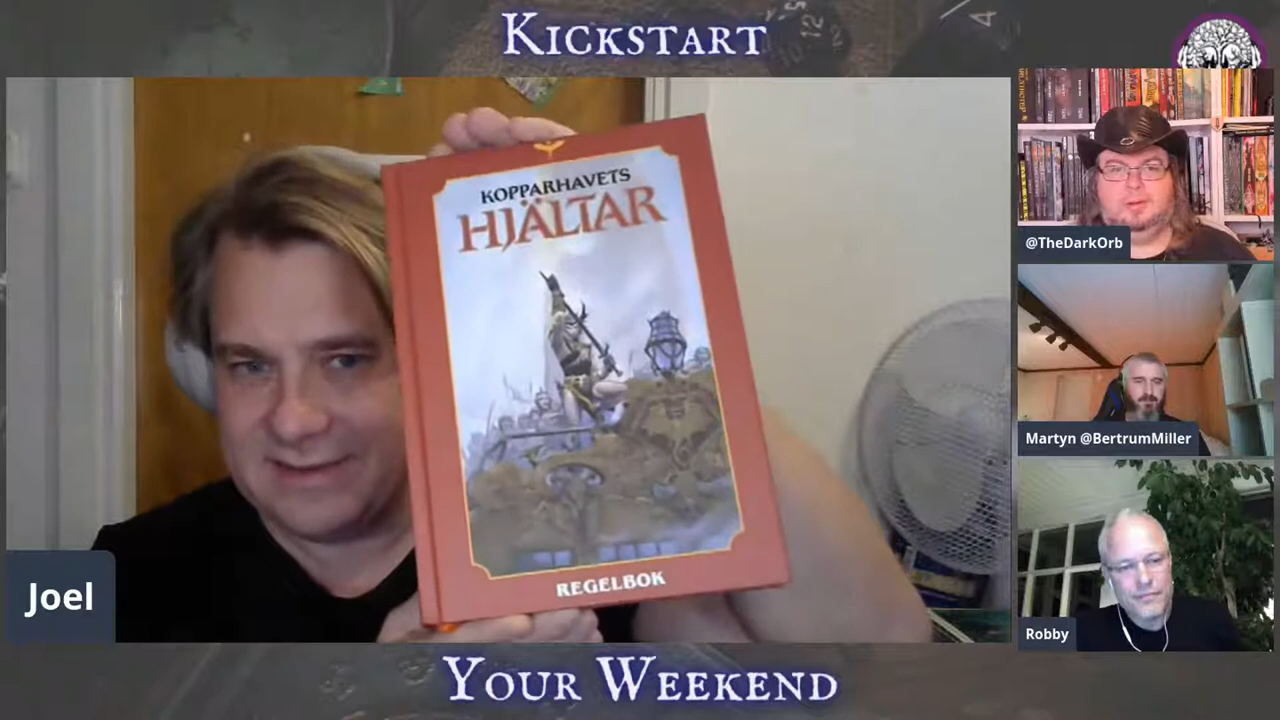 KICKSTART
KOPPARHAVETS
HJÄLTAR
REGELBOK
Joel
@TheDarkOrb
Martyn @BertrumMiller
Robby
YOUR WEEKEND